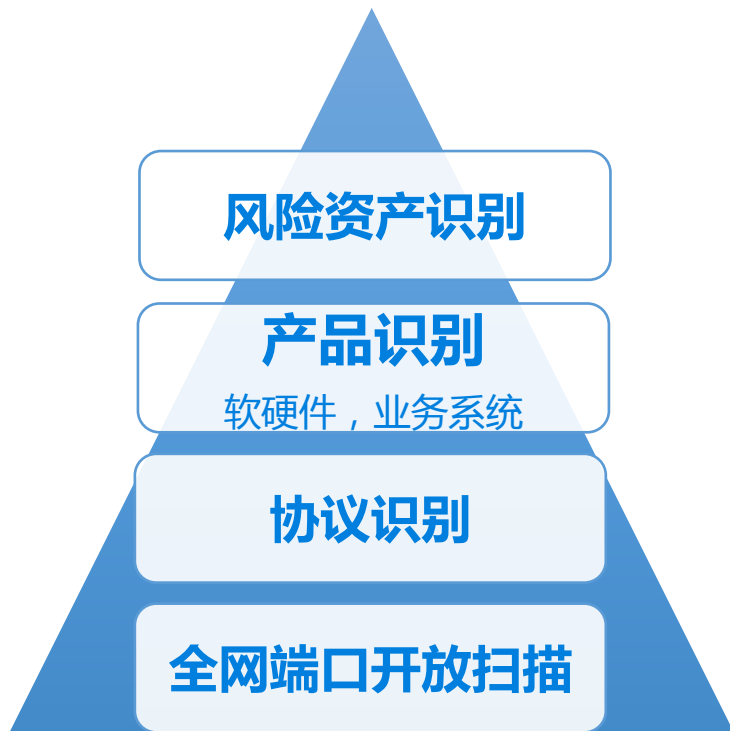 风险资产识别
产品识别
软硬件，业务系统
协议识别
全网端口开放扫描